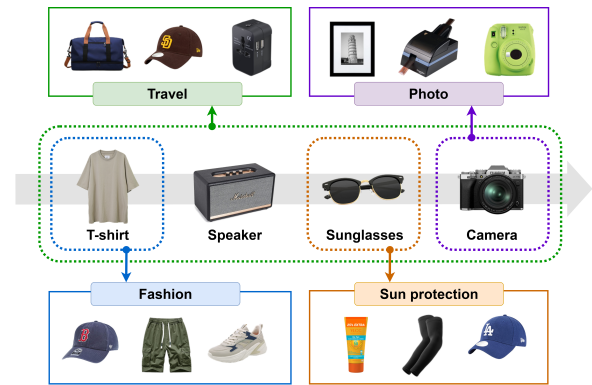 Travel
Photo
T-shirt
Speaker
Sunglasses
Camera
Fashion
Sun protection